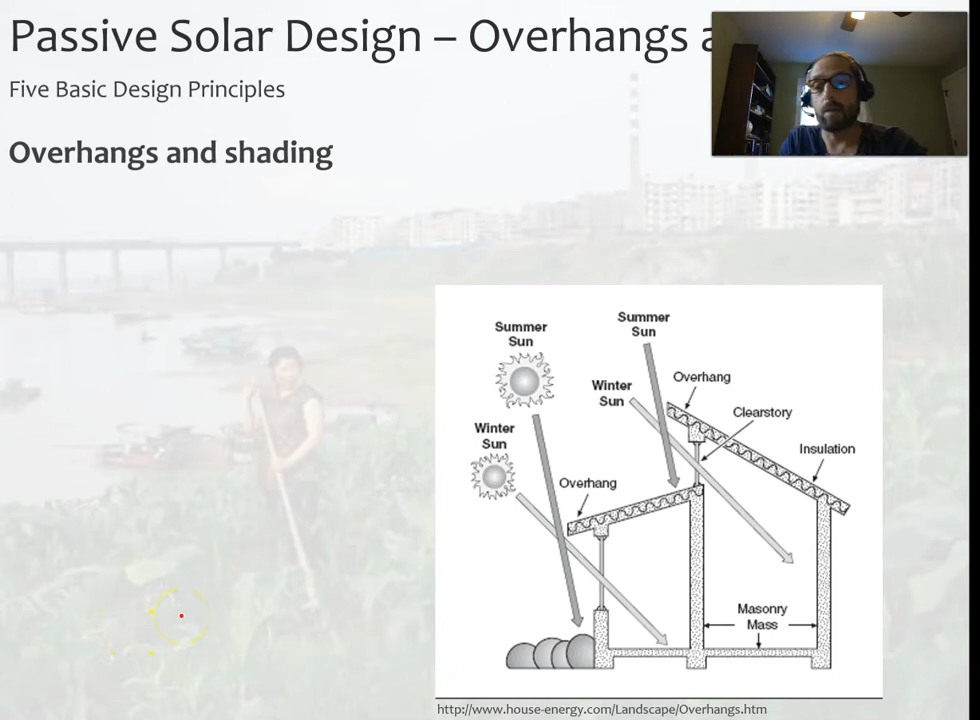 Passive Solar Design – Overhangs a
Five Basic Design Principles
Overhangs and shading
Summer
Sun
Summer
Sun
Winter
Sun
Overhang
Clearstory
Winter
Sun
Insulation
Overhang
Masonry
Mass
http://www.house-energy.com/Landscape/Overhangs.htm